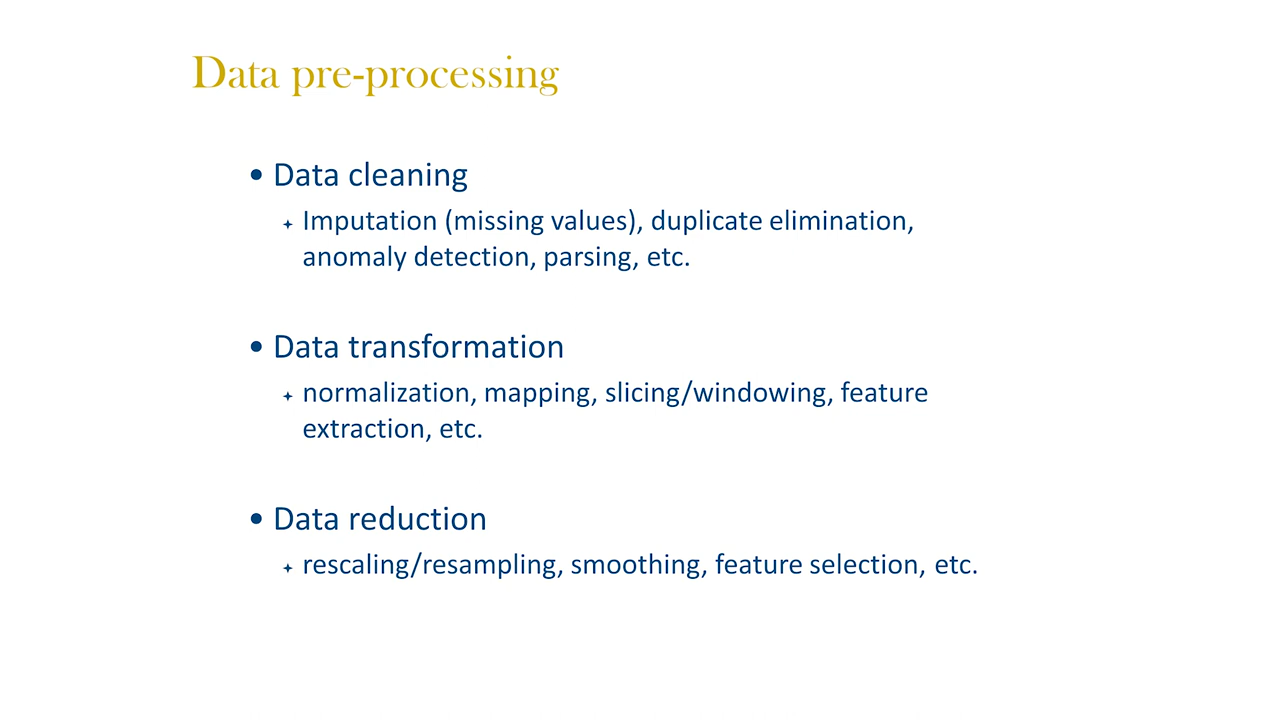 Data pre-processing
• Data cleaning
Imputation (missing values), duplicate elimination,
anomaly detection, parsing, etc.
• Data transformation
normalization, mapping, slicing/windowing, feature
extraction, etc.
• Data reduction
rescaling/resampling, smoothing, feature selection, etc.